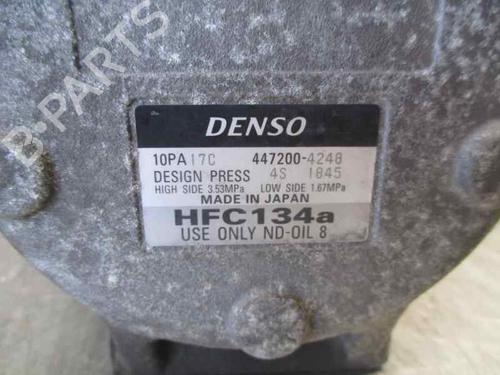 B-PARTS
DENSO
10PA17C 447200-4248
DESIGN PRESS 4S 1845
HIGH SIDE 3.53MPa LOW SIDE 1.67MPa
MADE IN JAPAN
HFC134a
USE ONLY ND-OIL 8